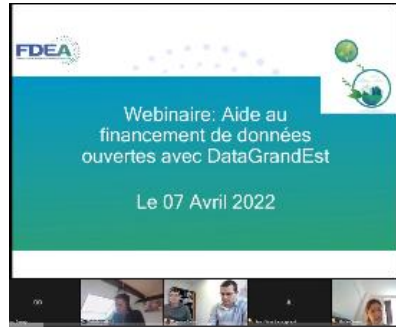 FDEA
Webinaire: Aide au
financement de données
ouvertes avec DataGrandEst
Le 07 Avril 2022